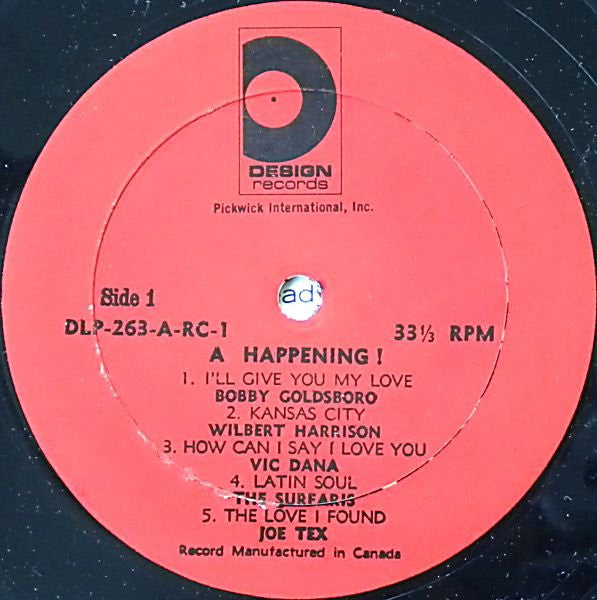 DESIGN
records
Pickwick International, Inc.
ad
Side 1
DLP-263-A-RC-1 33⅓ RPM
A HAPPENING!
1. I'LL GIVE YOU MY LOVE
BOBBY GOLDSBORO
2. KANSAS CITY
WILBERT HARRISON
3. HOW CAN I SAY I LOVE YOU
VIC DANA
4. LATIN SOUL
THE SURFARIS
5. THE LOVE I FOUND
JOE TEX
Record Manufactured in Canada